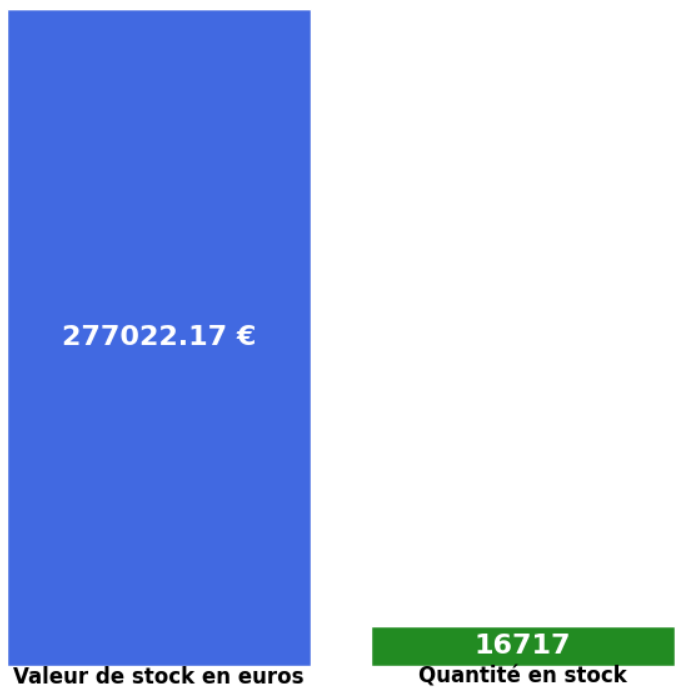 277022.17 €
16717
Valeur de stock en euros
Quantité en stock